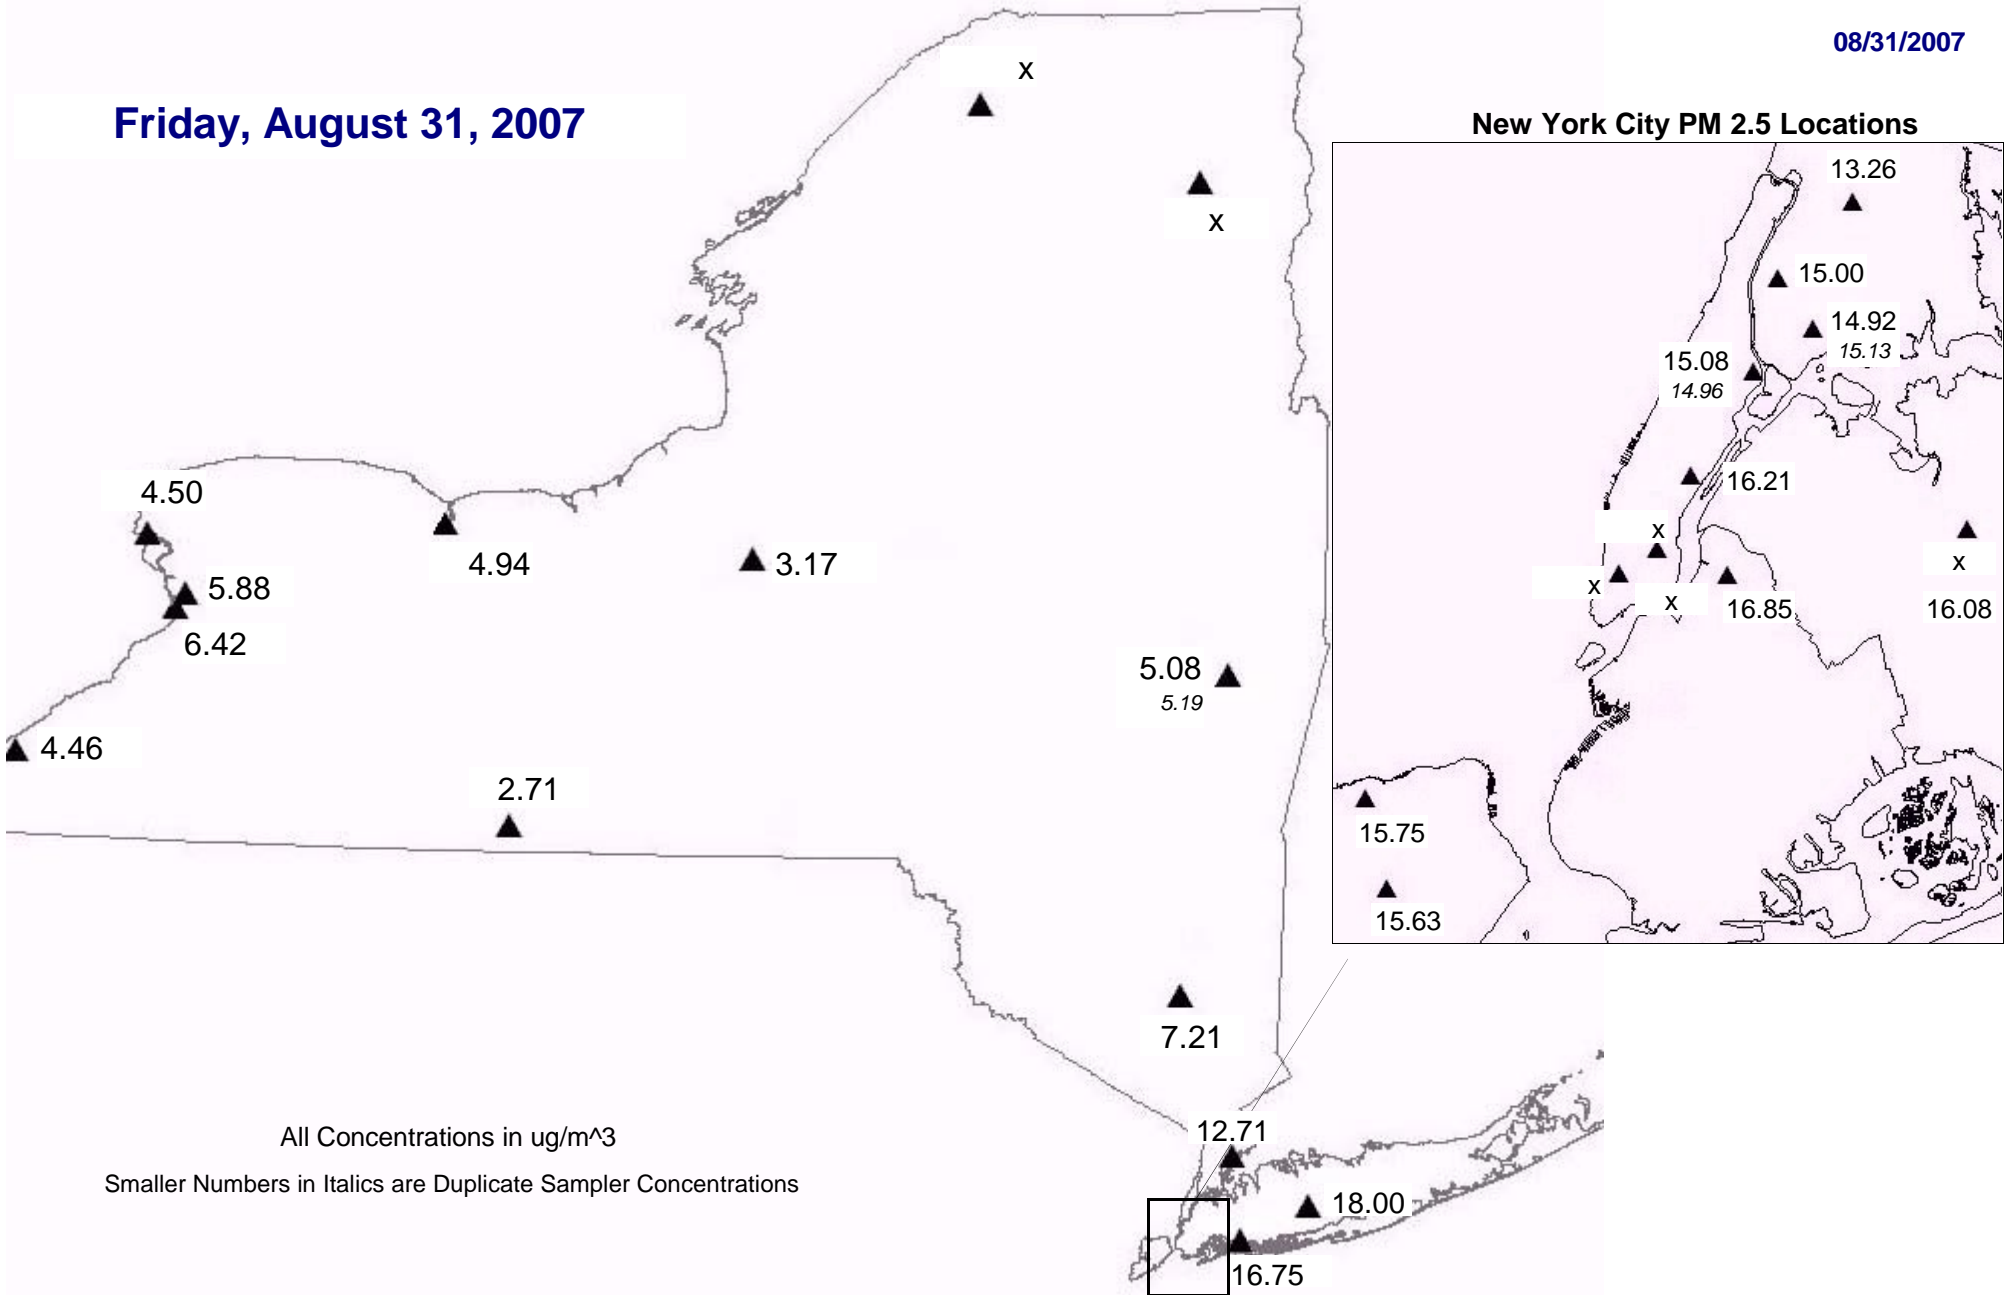 08/31/2007
Friday, August 31, 2007
x
x
4.50
5.88
6.42
4.94
3.17
4.46
2.71
5.08
5.19
7.21
12.71
18.00
16.75
New York City PM 2.5 Locations
13.26
15.00
14.92
15.13
15.08
14.96
16.21
x
x
x
16.85
x
16.08
15.75
15.63
All Concentrations in ug/m^3
Smaller Numbers in Italics are Duplicate Sampler Concentrations